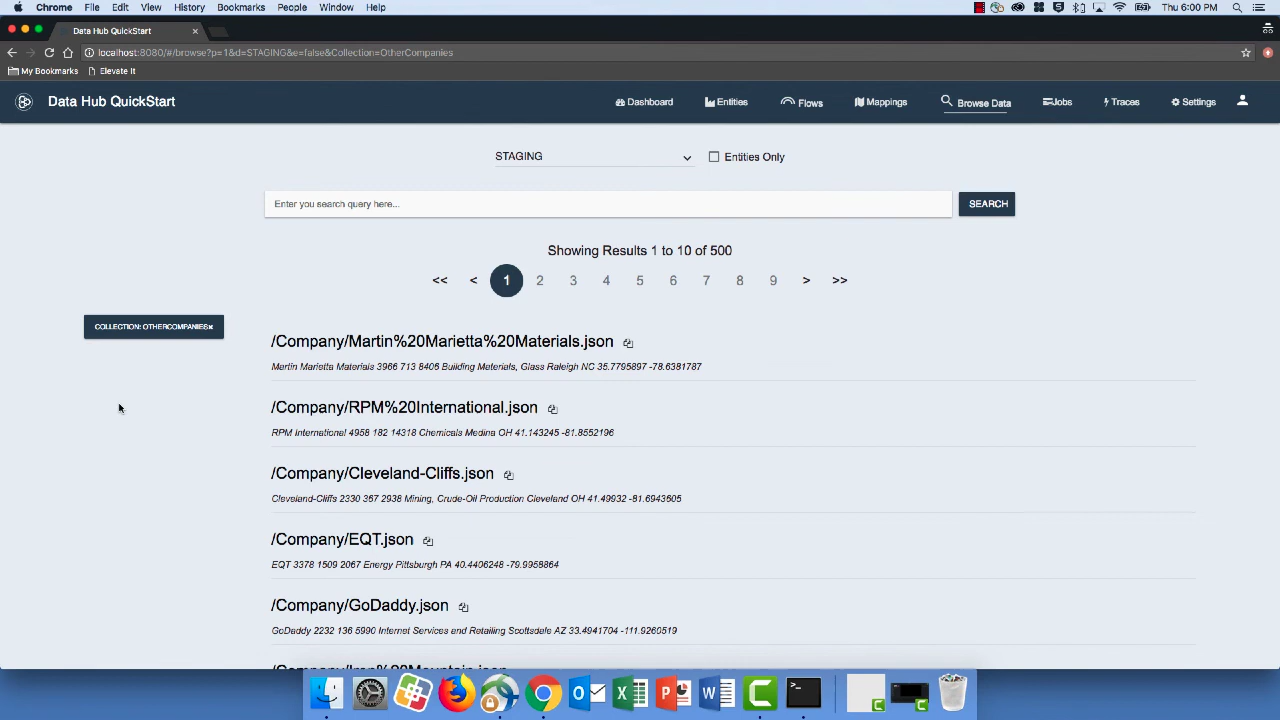 Chrome File Edit View History Bookmarks People Window Help Thu 6:00 PM
Data Hub QuickStart
localhost:8080/#/browse?p=1&d=STAGING&e=false&Collection=OtherCompanies
My Bookmarks Elevate It
Data Hub QuickStart Dashboard Entities Flows Mappings Browse Data Jobs Traces Settings
STAGING Entities Only
Enter you search query here... SEARCH
Showing Results 1 to 10 of 500
<< < 1 2 3 4 5 6 7 8 9 > >>
COLLECTION: OTHERCOMPANIES×
/Company/Martin%20Marietta%20Materials.json
Martin Marietta Materials 3966 713 8406 Building Materials, Glass Raleigh NC 35.7795897 -78.6381787
/Company/RPM%20International.json
RPM International 4958 182 14318 Chemicals Medina OH 41.143245 -81.8552196
/Company/Cleveland-Cliffs.json
Cleveland-Cliffs 2330 367 2938 Mining, Crude-Oil Production Cleveland OH 41.49932 -81.6943605
/Company/EQT.json
EQT 3378 1509 2067 Energy Pittsburgh PA 40.4406248 -79.9958864
/Company/GoDaddy.json
GoDaddy 2232 136 5990 Internet Services and Retailing Scottsdale AZ 33.4941704 -111.9260519
/Company/Iron%20Mountain.json